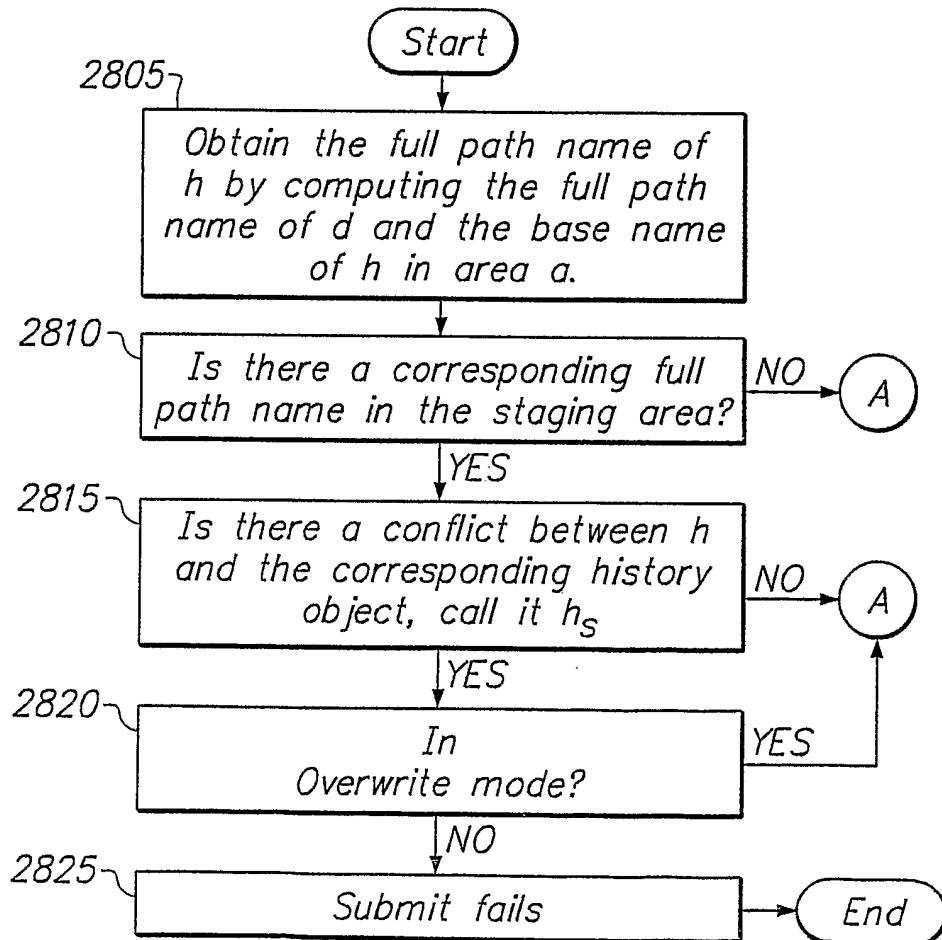 Start
2805
Obtain the full path name of
h by computing the full path
name of d and the base name
of h in area a.
2810
Is there a corresponding full
path name in the staging area?
NO
A
YES
2815
Is there a conflict between h
and the corresponding history
object, call it hs
NO
A
YES
2820
In
Overwrite mode?
YES
NO
2825
Submit fails
End